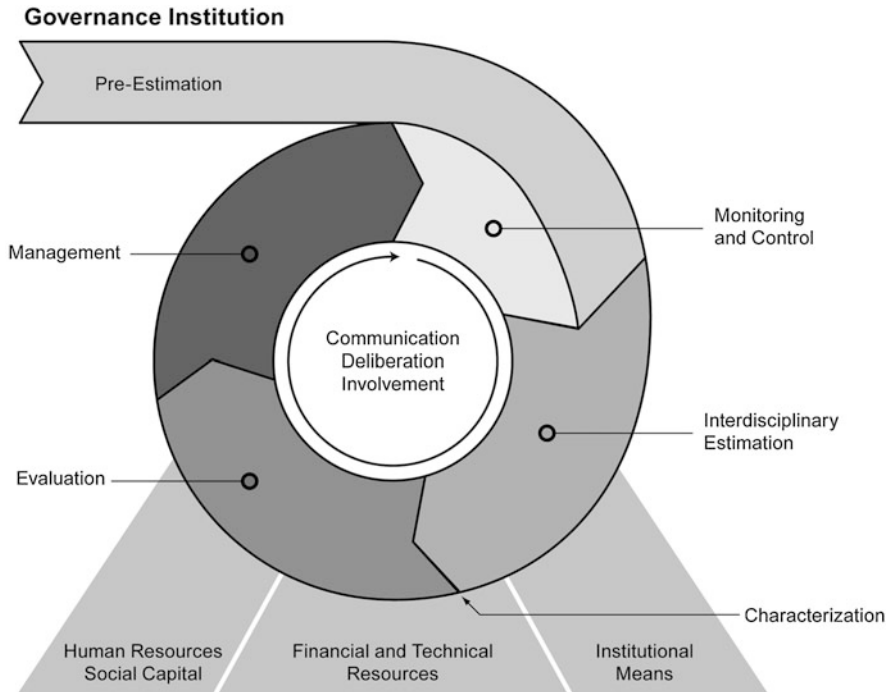 Governance Institution
Pre-Estimation
Monitoring
and Control
Management
Communication
Deliberation
Involvement
Interdisciplinary
Estimation
Evaluation
Characterization
Human Resources
Social Capital
Financial and Technical
Resources
Institutional
Means